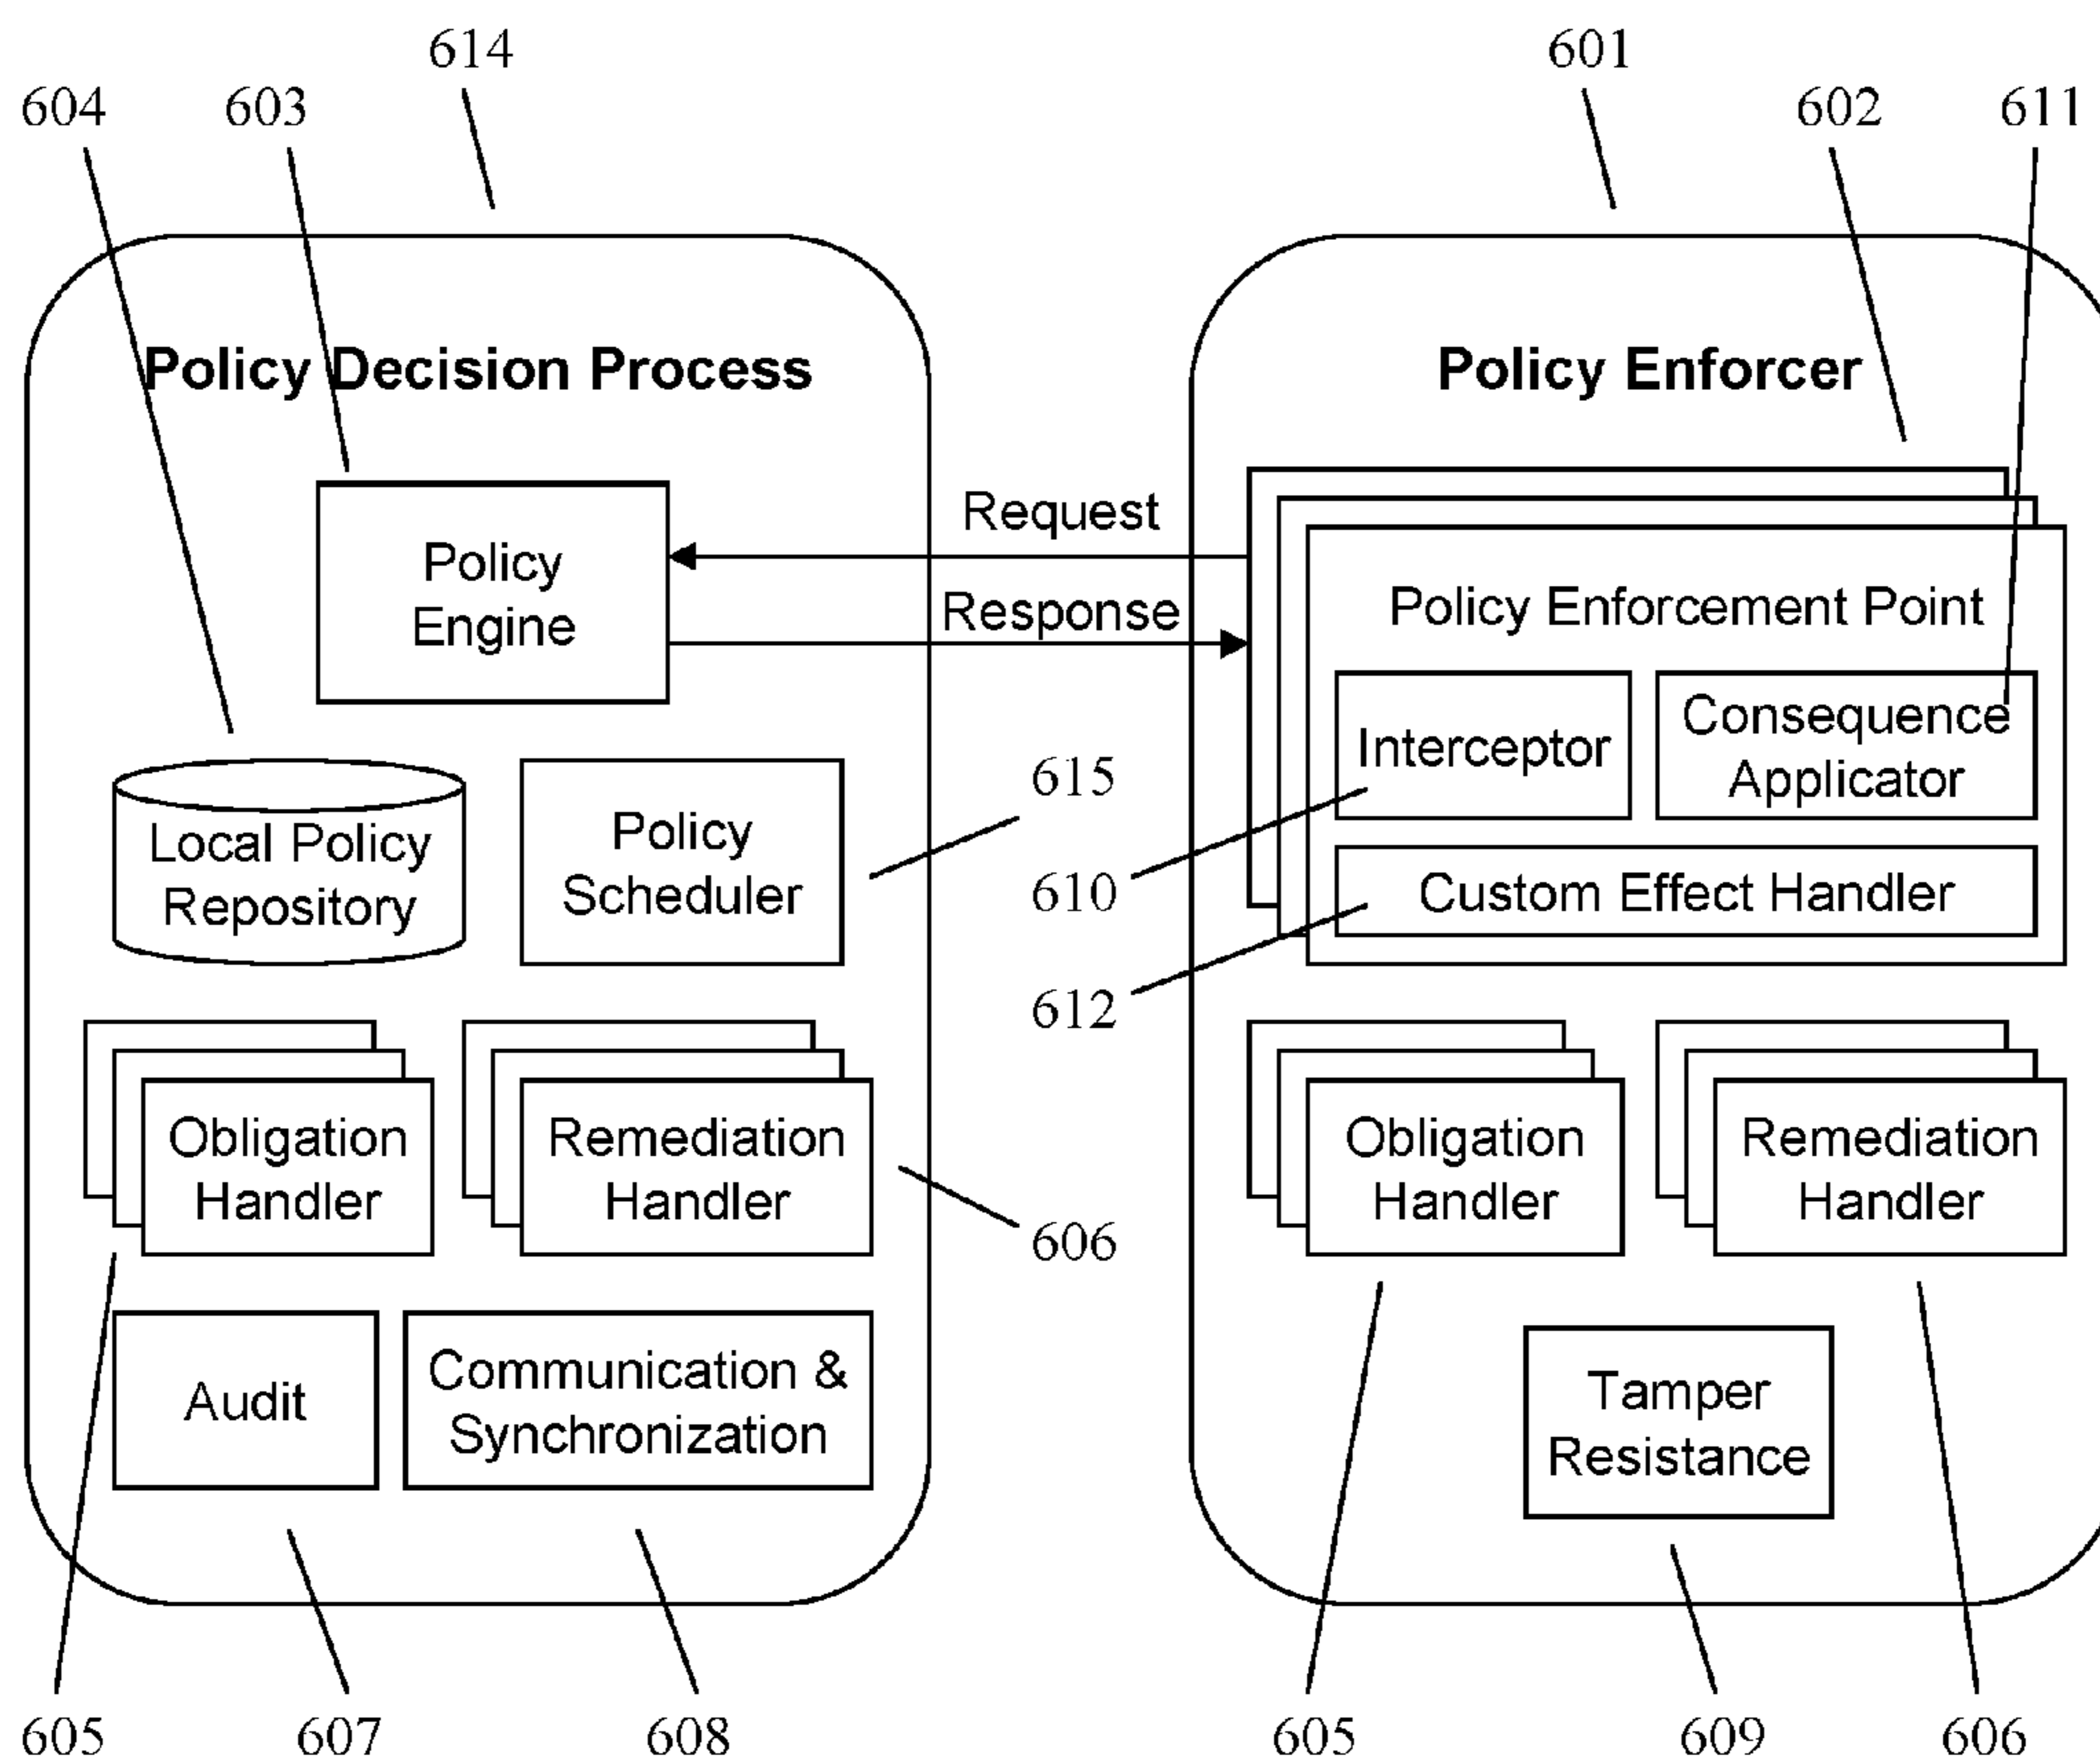 614
601
604
603
602
611
Policy Decision Process
Policy Enforcer
Request
Policy
Engine
Response
Policy Enforcement Point
Interceptor
Consequence
Applicator
615
Local Policy
Repository
Policy
Scheduler
610
Custom Effect Handler
612
Obligation
Handler
Remediation
Handler
606
Obligation
Handler
Remediation
Handler
Audit
Communication &
Synchronization
Tamper
Resistance
605
607
608
605
609
606